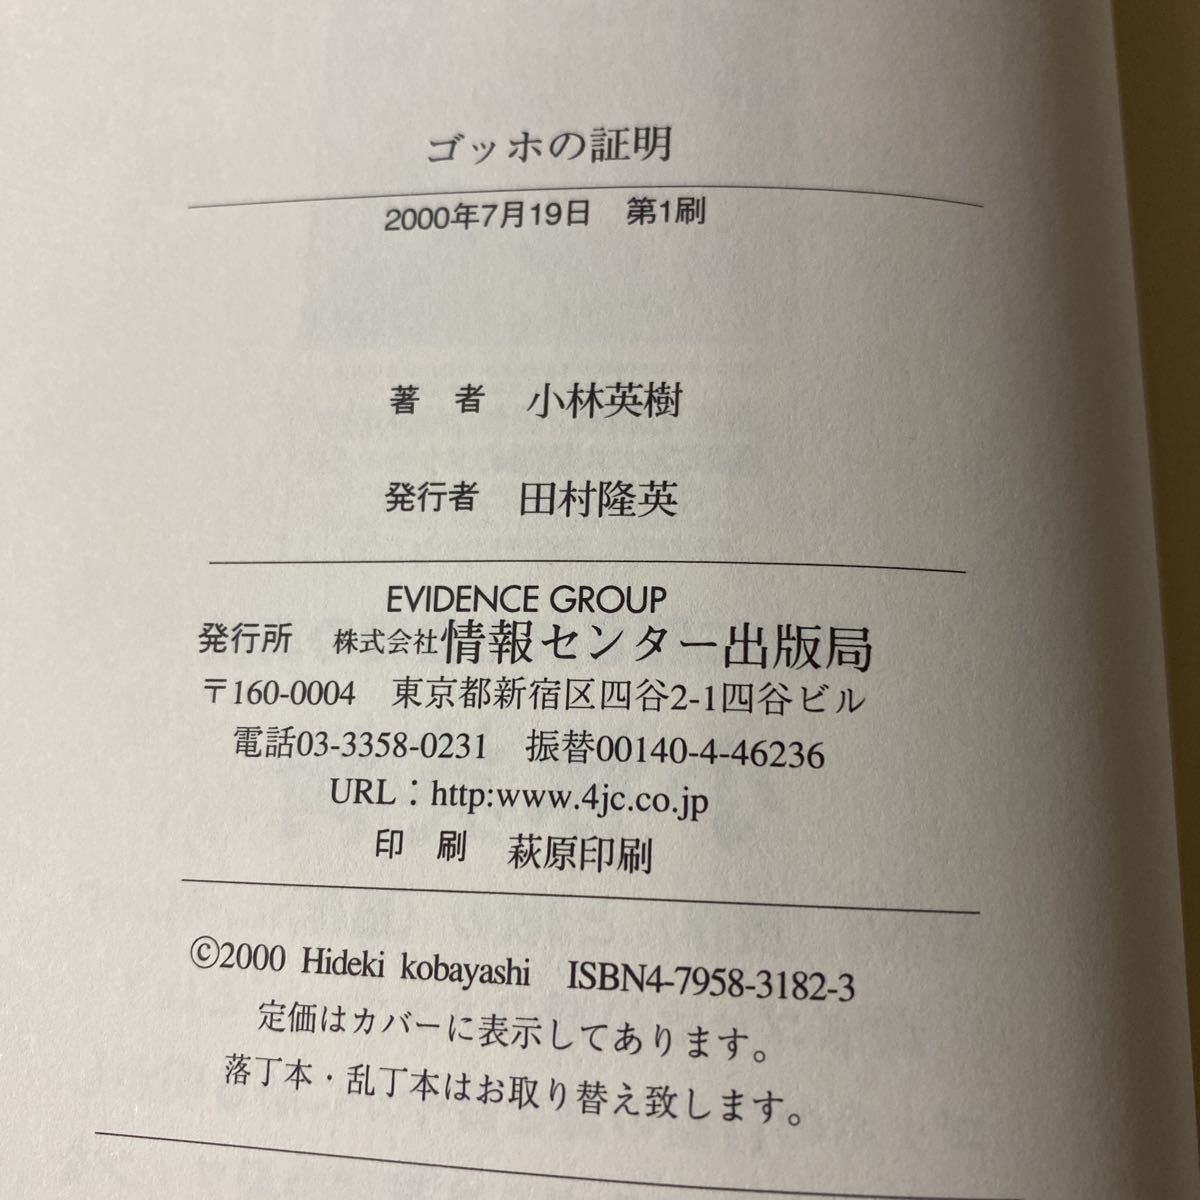 ゴッホの証明
2000年7月19日　第1刷
著　者　小林英樹
発行者　田村隆英
EVIDENCE GROUP
発行所　株式会社情報センター出版局
〒160-0004　東京都新宿区四谷2-1四谷ビル
電話03-3358-0231　振替00140-4-46236
URL：http:www.4jc.co.jp
印　刷　萩原印刷
©2000 Hideki kobayashi　ISBN4-7958-3182-3
定価はカバーに表示してあります。
落丁本・乱丁本はお取り替え致します。